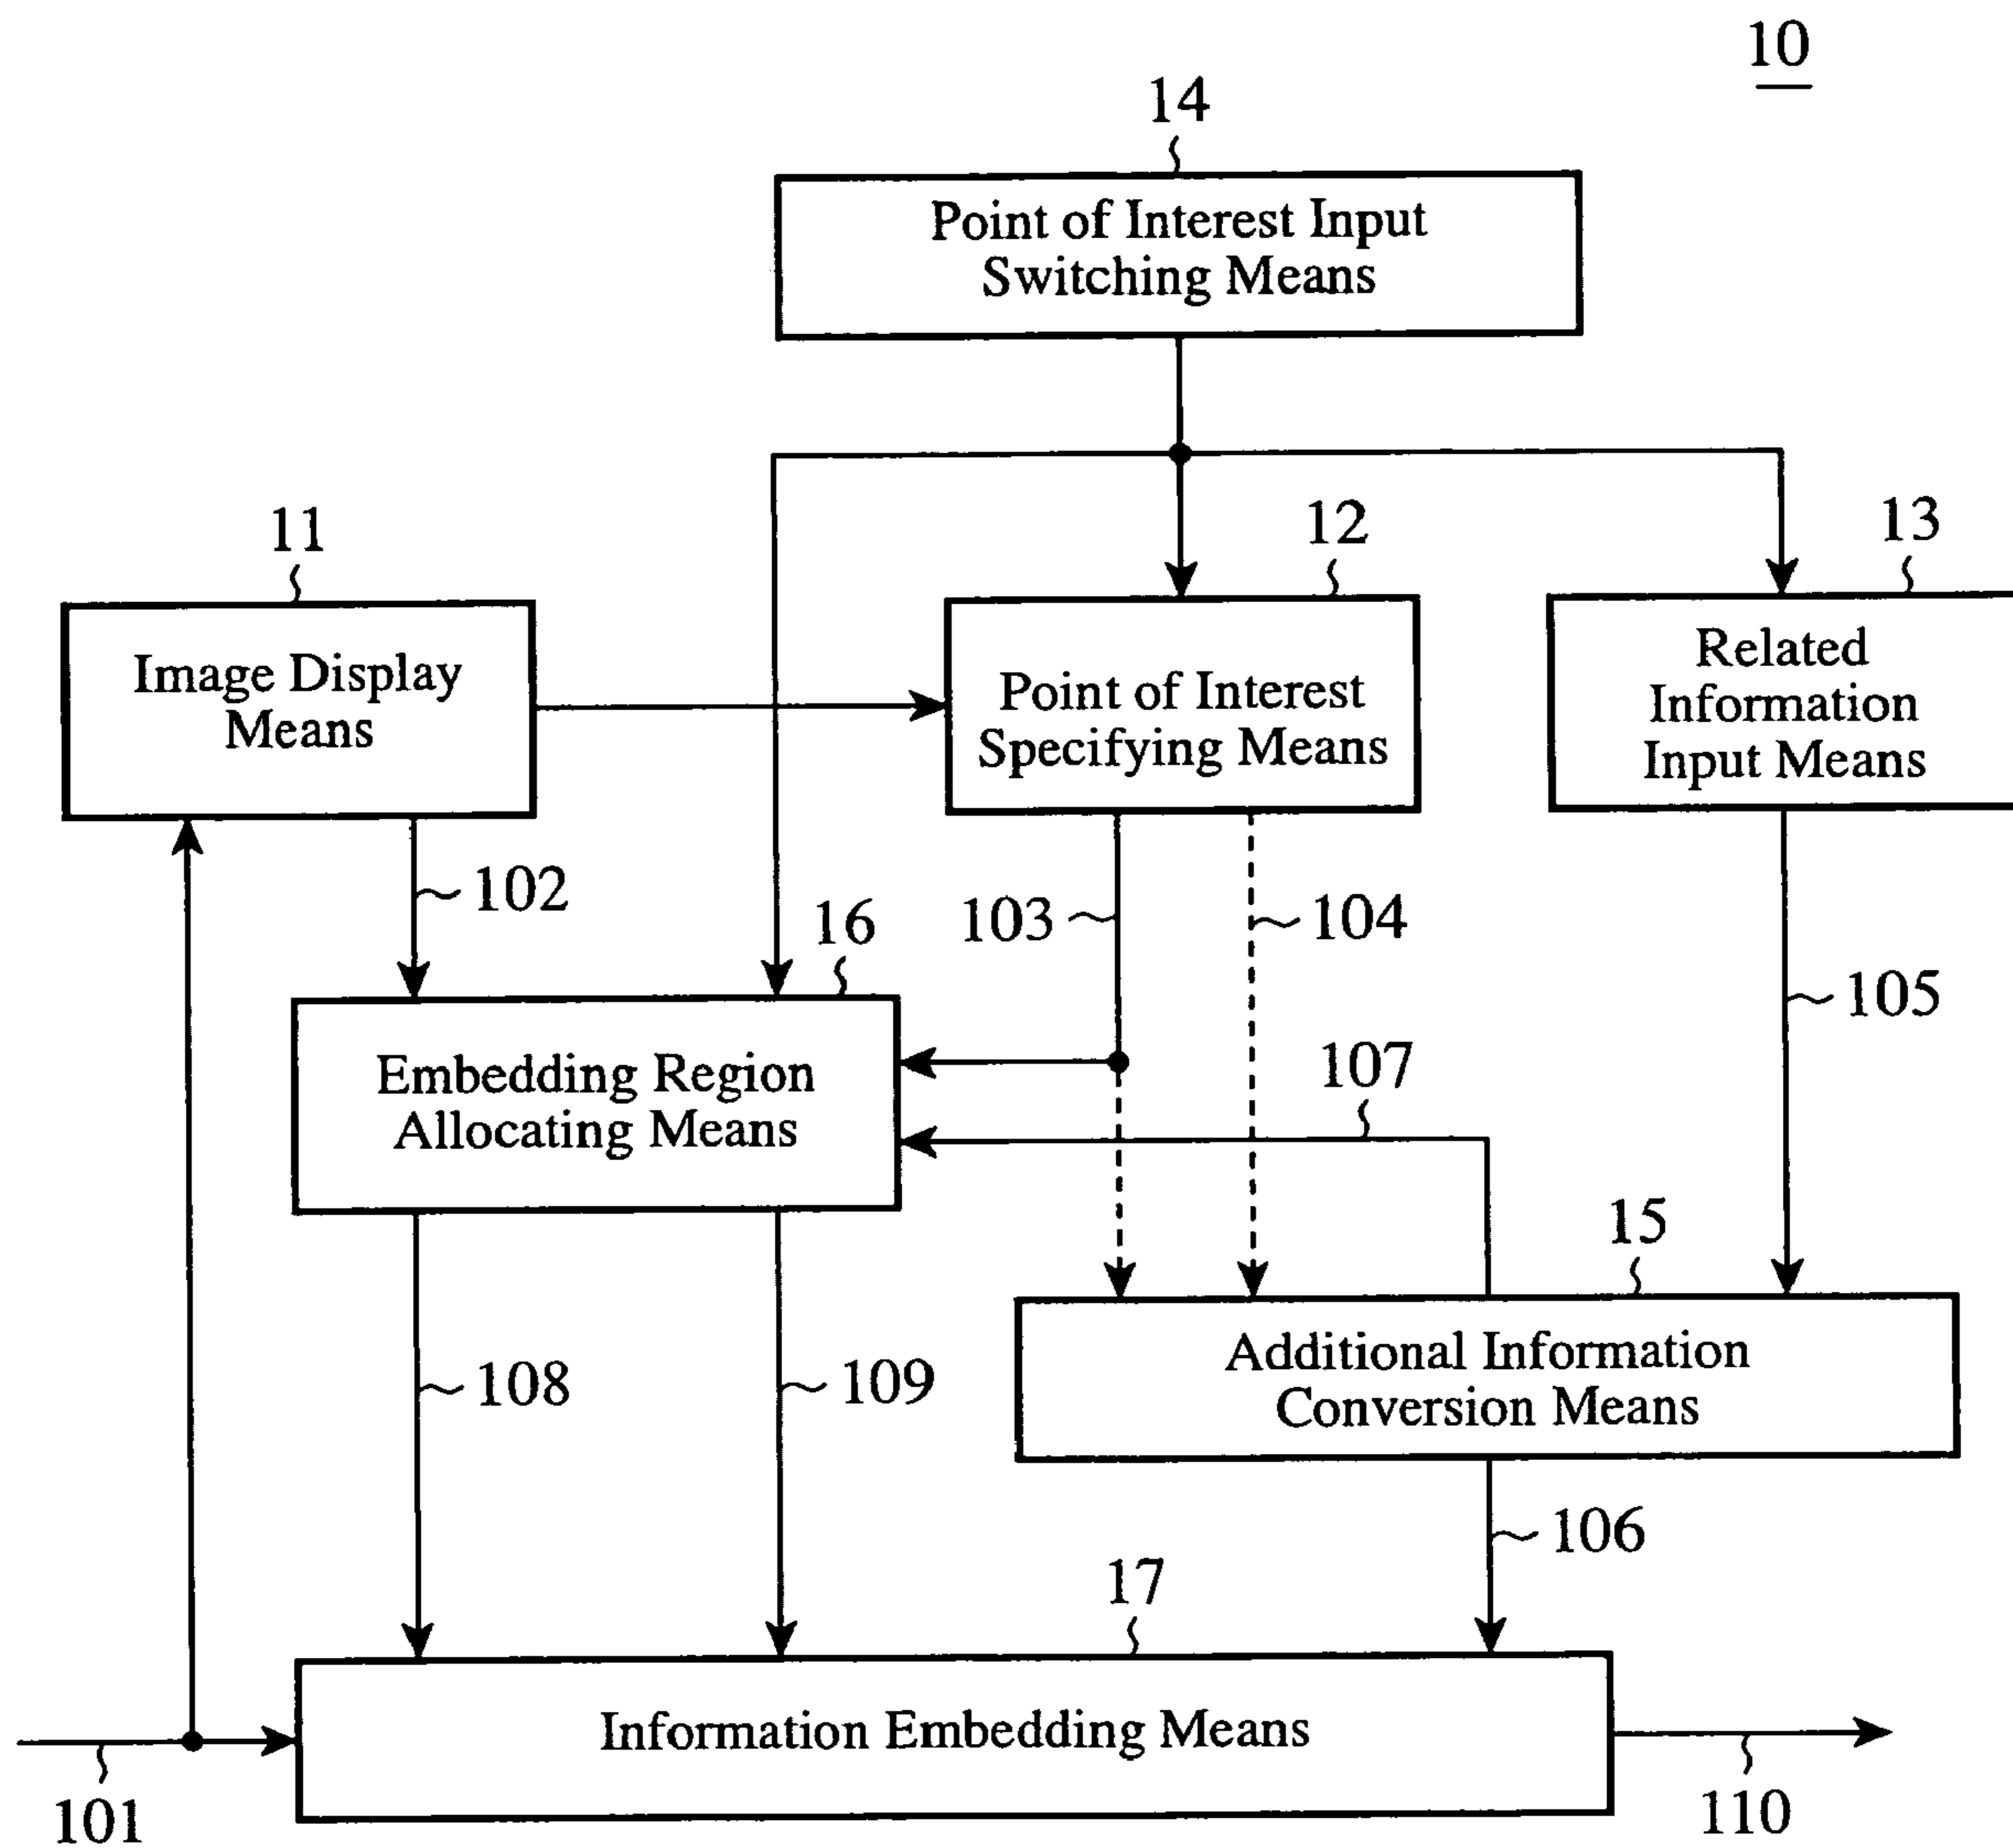 10
14
Point of Interest Input
Switching Means
11
12
13
Image Display
Means
Point of Interest
Specifying Means
Related
Information
Input Means
102
16
103
104
105
Embedding Region
Allocating Means
107
15
108
109
Additional Information
Conversion Means
106
17
Information Embedding Means
101
110